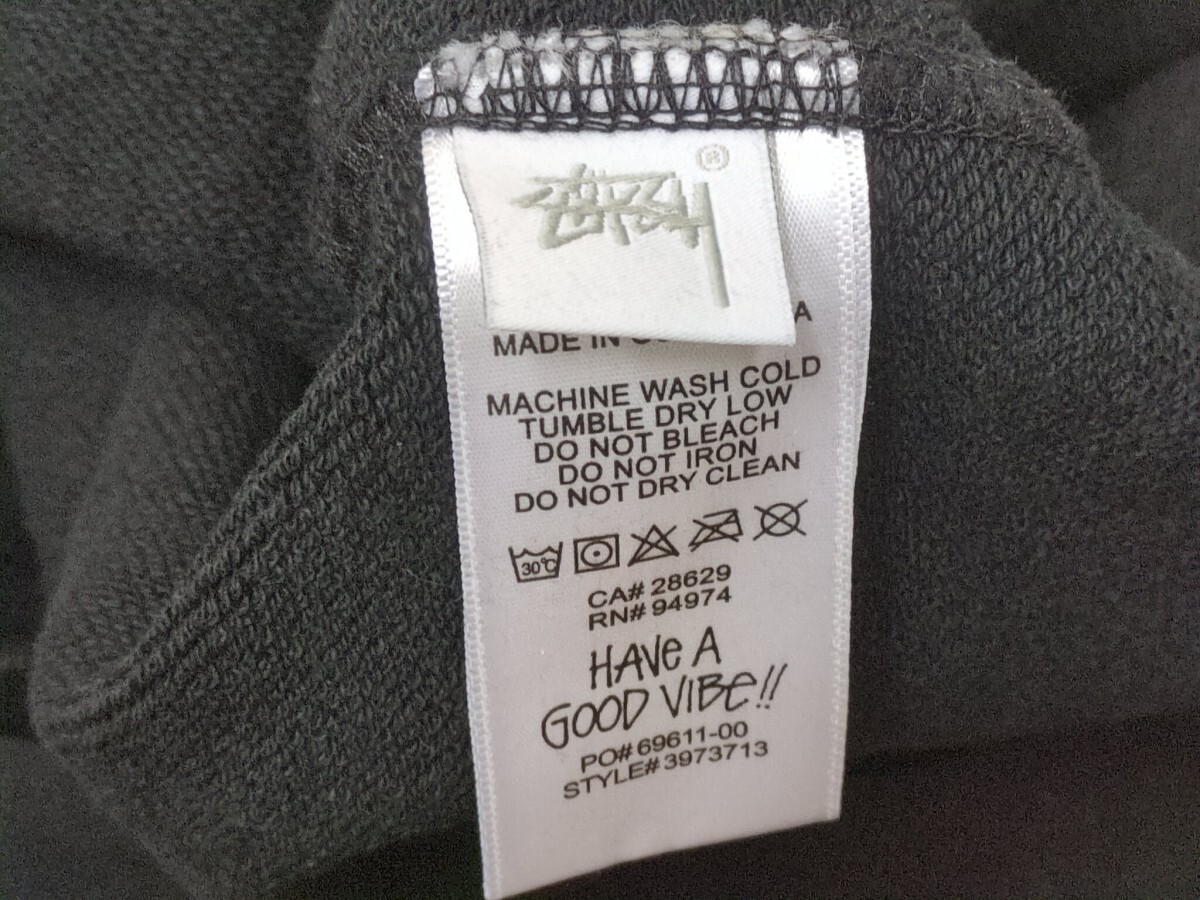 STÜSSY ®
A
MADE IN
MACHINE WASH COLD
TUMBLE DRY LOW
DO NOT BLEACH
DO NOT IRON
DO NOT DRY CLEAN
30°C
CA# 28629
RN# 94974
HAVE A
GOOD VIBE!!
PO# 69611-00
STYLE# 3973713